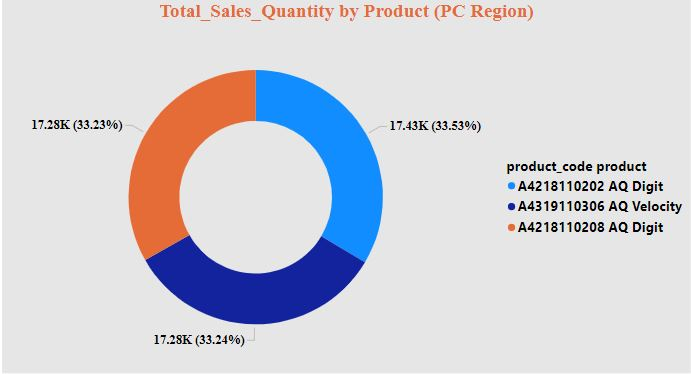 Total_Sales_Quantity by Product (PC Region)
17.28K (33.23%)
17.43K (33.53%)
product_code product
A4218110202 AQ Digit
A4319110306 AQ Velocity
A4218110208 AQ Digit
17.28K (33.24%)